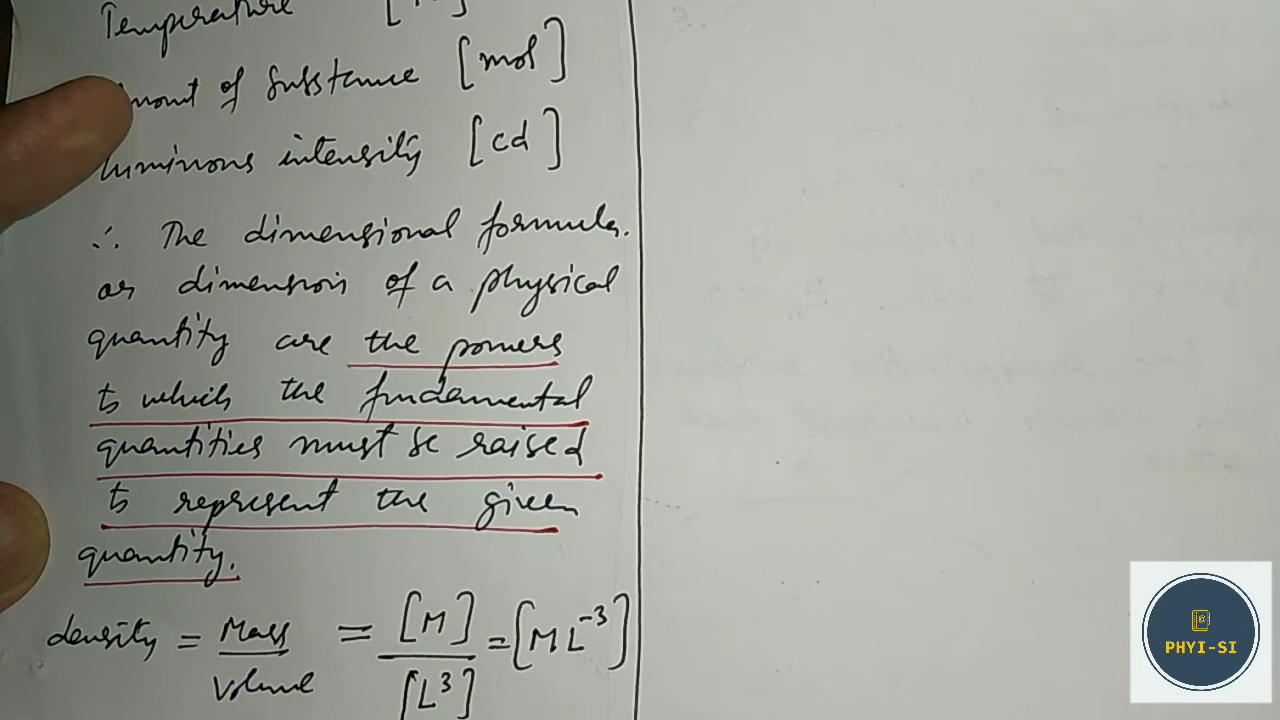 Temperature [K]
amount of substance [mol]
luminous intensity [cd]
∴ The dimensional formula.
or dimension of a physical
quantity are the powers
to which the fundamental
quantities must be raised
to represent the given
quantity.
density = Mass / Volume = [M] / [L³] = [M L⁻³]
PHYI-SI